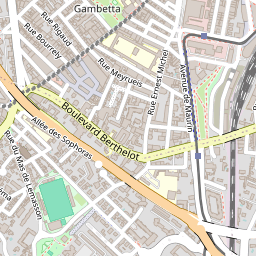 Gambetta
Rue Rigaud
Rue Bourrely
Rue Meyrueis
Rue Ernest Michel
Avenue de Maurin
Boulevard Berthelot
Allée des Sophoras
Rue du Mas de Lemasson